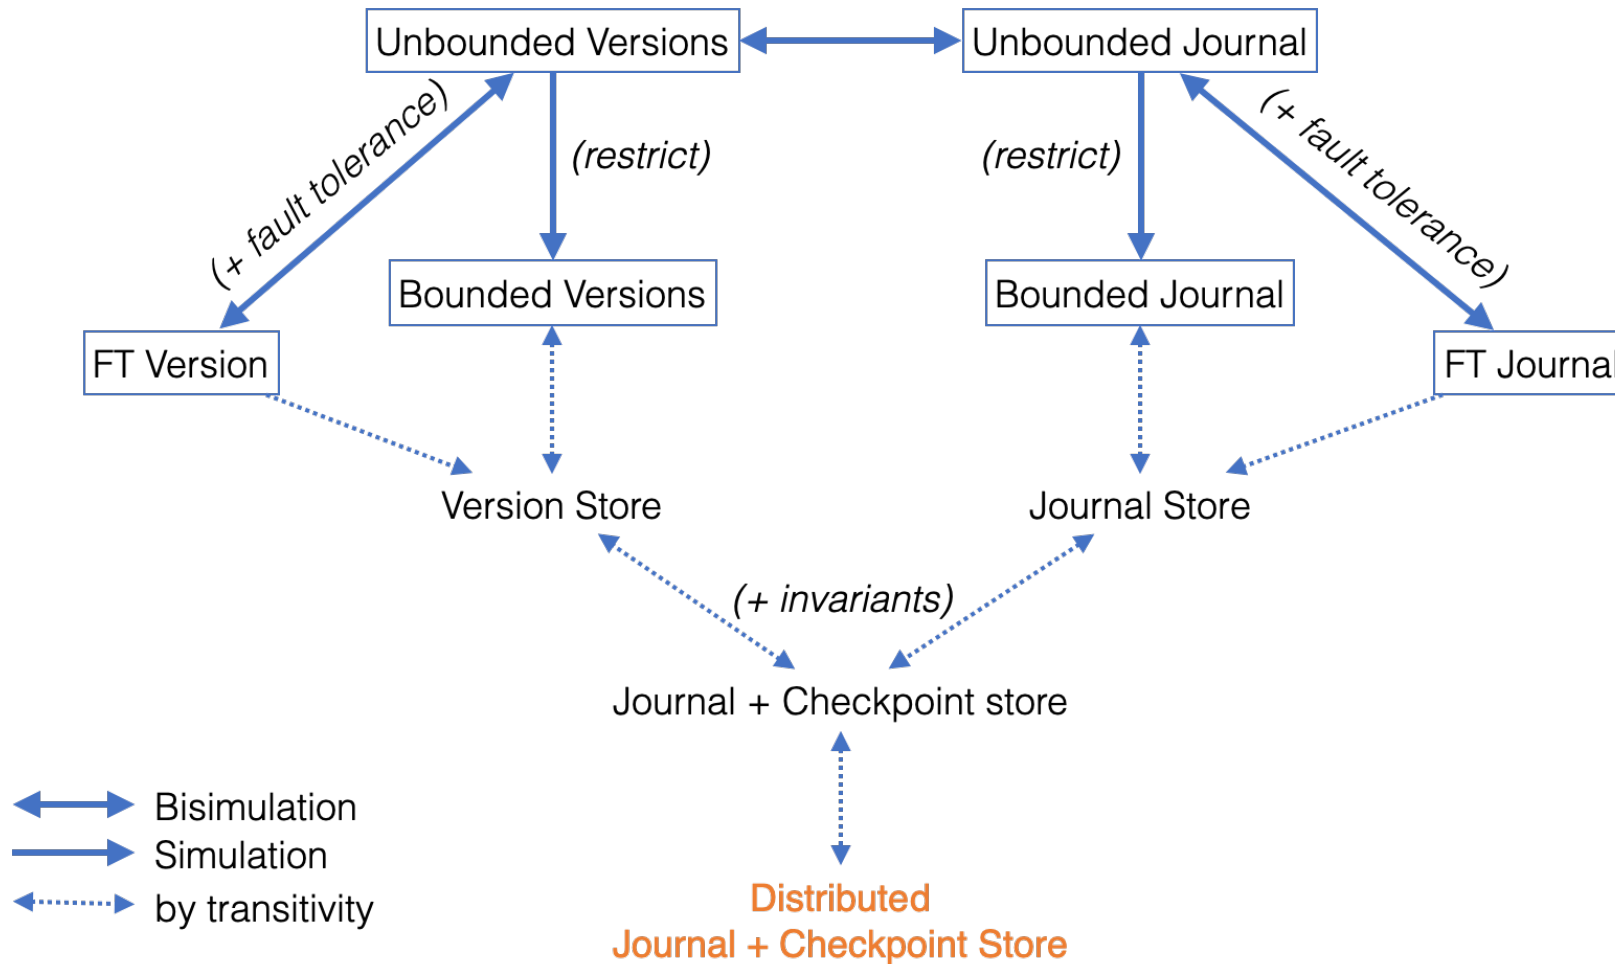 Unbounded Versions
Unbounded Journal
(+ fault tolerance)
(restrict)
(restrict)
(+ fault tolerance)
Bounded Versions
Bounded Journal
FT Version
FT Journal
Version Store
Journal Store
(+ invariants)
Journal + Checkpoint store
Bisimulation
Simulation
by transitivity
Distributed
Journal + Checkpoint Store